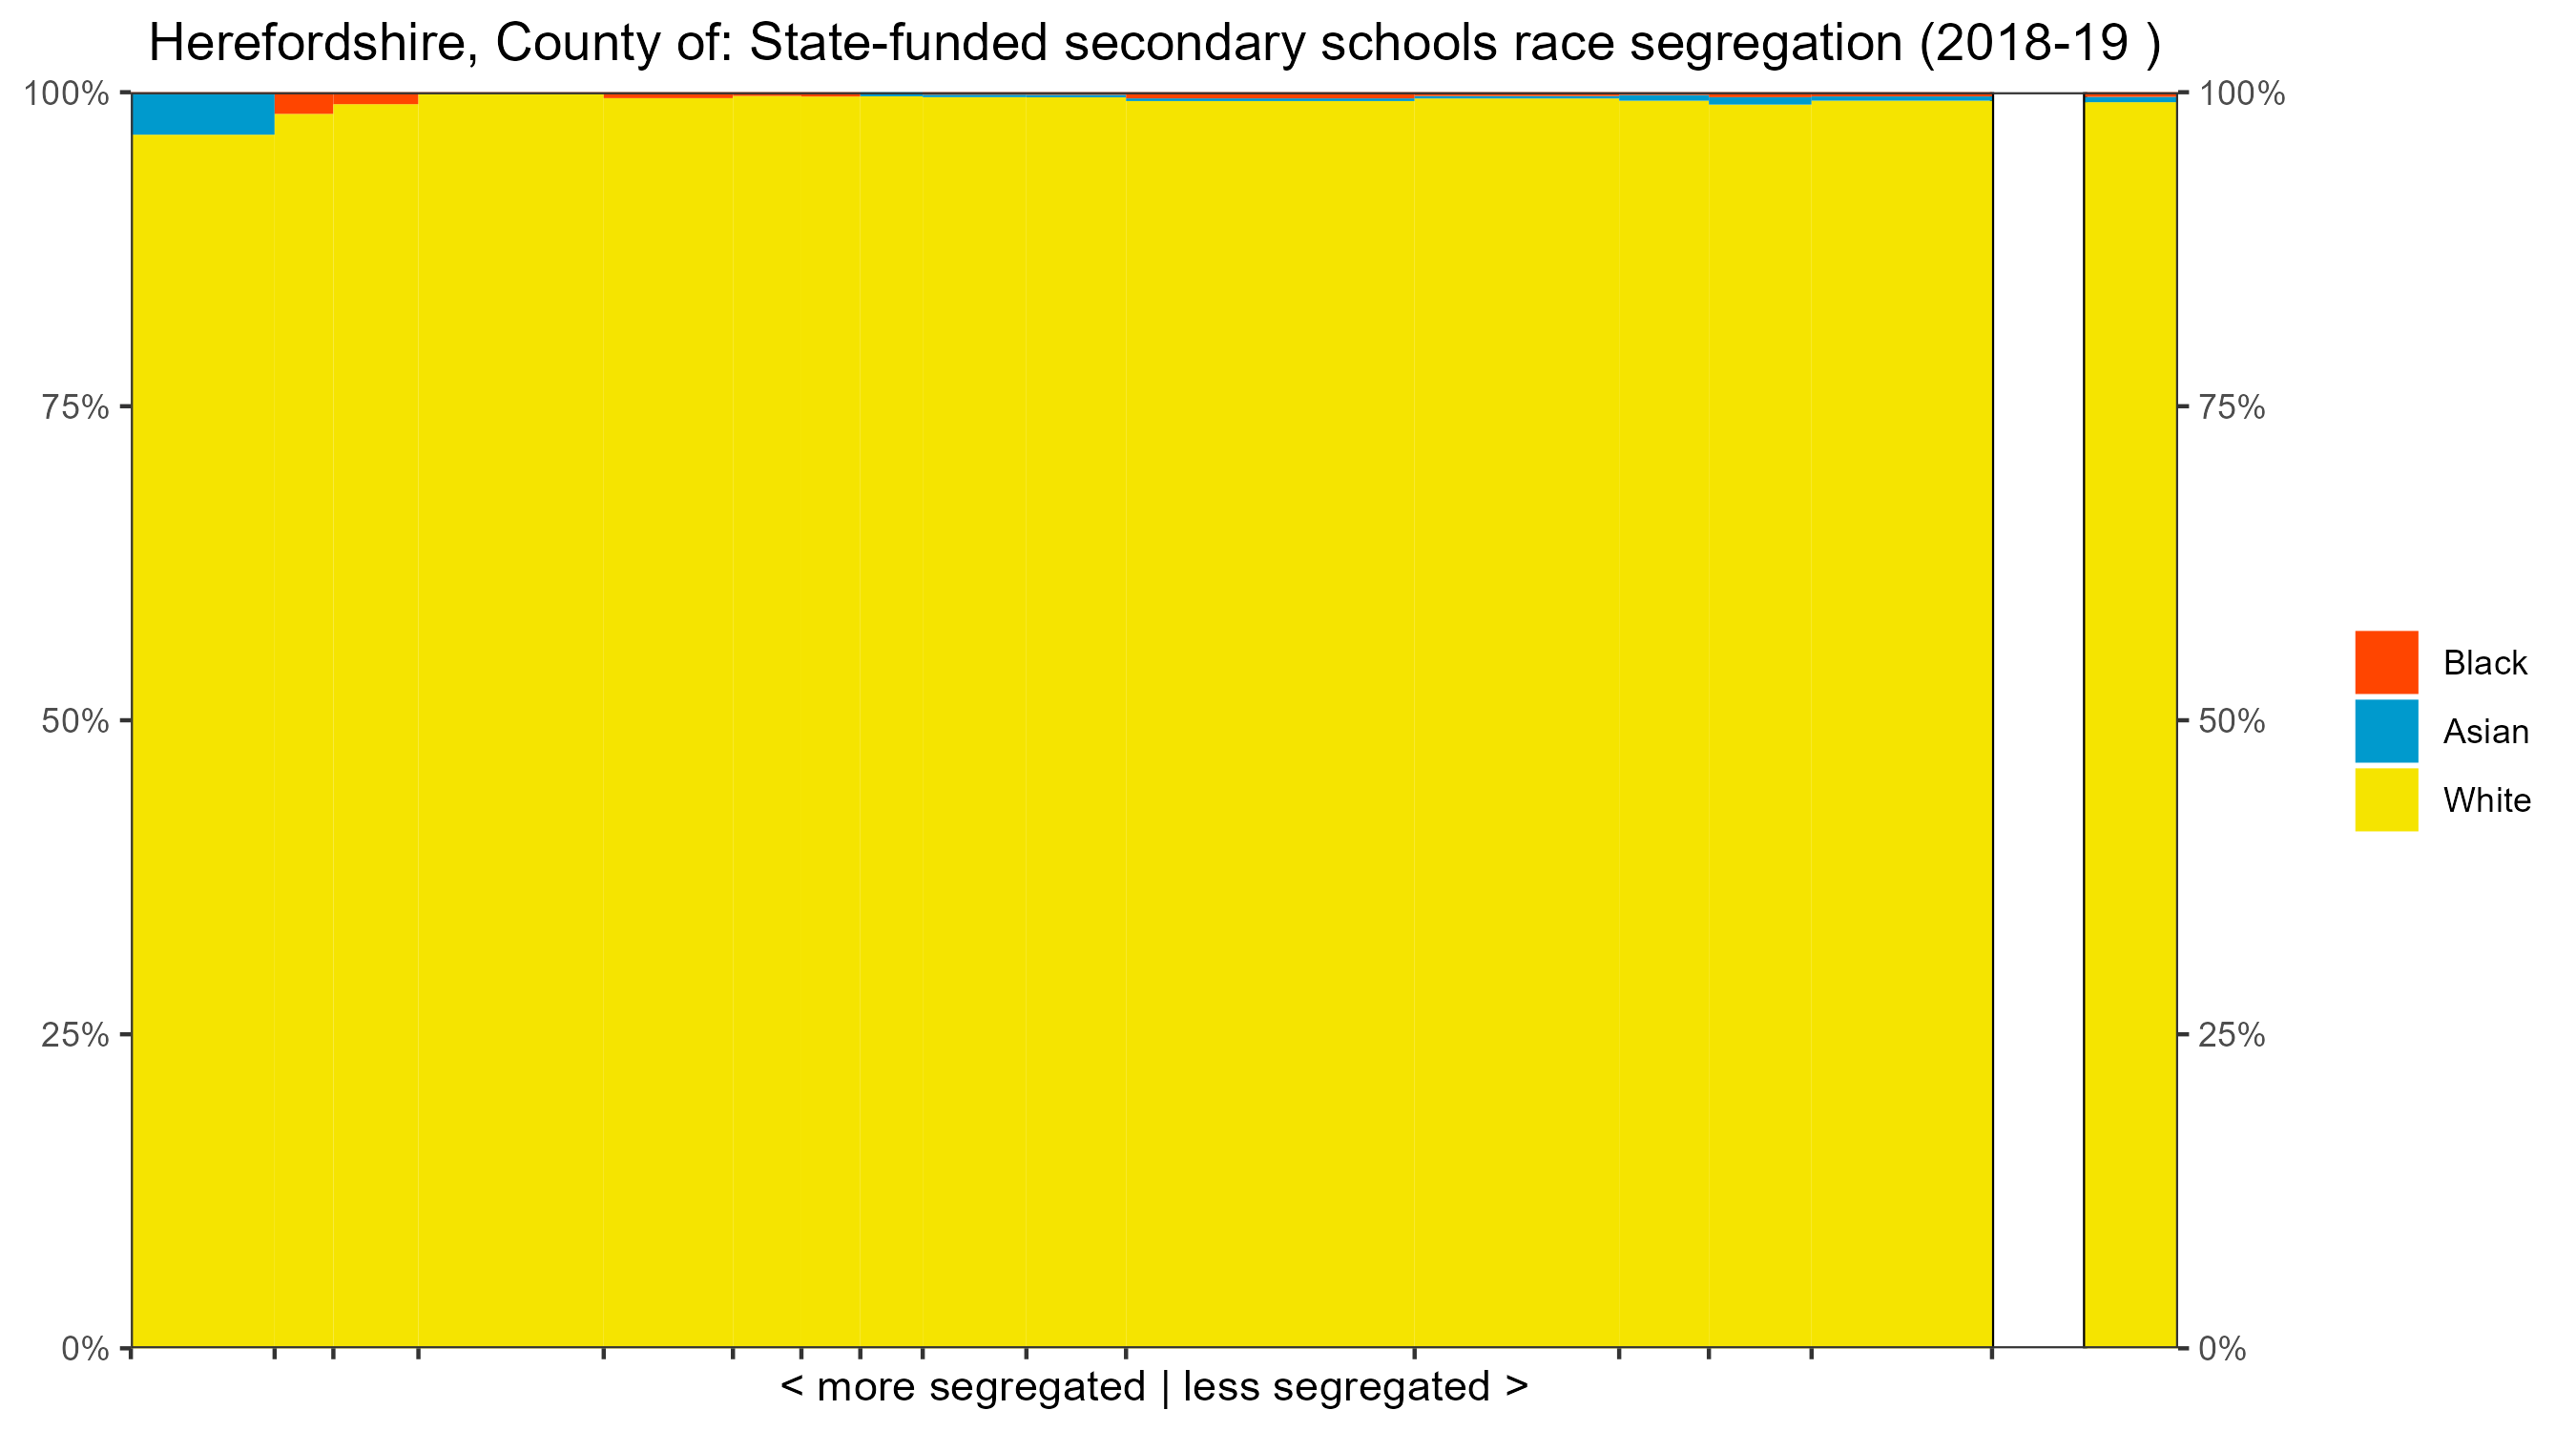 Herefordshire, County of: State-funded secondary schools race segregation (2018-19 )
100%
75%
50%
25%
0%
100%
75%
50%
25%
0%
Black
Asian
White
< more segregated | less segregated >